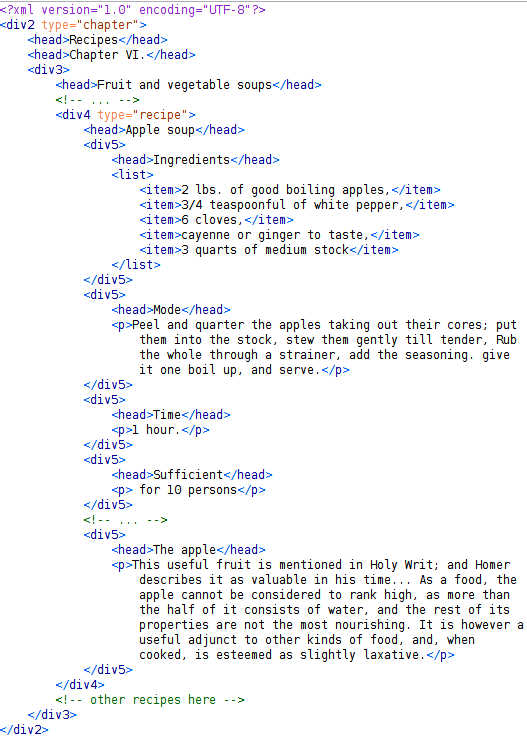 <?xml version="1.0" encoding="UTF-8"?>
<div2 type="chapter">
    <head>Recipes</head>
    <head>Chapter VI.</head>
    <div3>
        <head>Fruit and vegetable soups</head>
        <!-- ... -->
        <div4 type="recipe">
            <head>Apple soup</head>
            <div5>
                <head>Ingredients</head>
                <list>
                    <item>2 lbs. of good boiling apples,</item>
                    <item>3/4 teaspoonful of white pepper,</item>
                    <item>6 cloves,</item>
                    <item>cayenne or ginger to taste,</item>
                    <item>3 quarts of medium stock</item>
                </list>
            </div5>
            <div5>
                <head>Mode</head>
                <p>Peel and quarter the apples taking out their cores; put
                    them into the stock, stew them gently till tender, Rub
                    the whole through a strainer, add the seasoning. give
                    it one boil up, and serve.</p>
            </div5>
            <div5>
                <head>Time</head>
                <p>1 hour.</p>
            </div5>
            <div5>
                <head>Sufficient</head>
                <p> for 10 persons</p>
            </div5>
            <!-- ... -->
            <div5>
                <head>The apple</head>
                <p>This useful fruit is mentioned in Holy Writ; and Homer
                    describes it as valuable in his time... As a food, the
                    apple cannot be considered to rank high, as more than
                    the half of it consists of water, and the rest of its
                    properties are not the most nourishing. It is however a
                    useful adjunct to other kinds of food, and, when
                    cooked, is esteemed as slightly laxative.</p>
            </div5>
        </div4>
        <!-- other recipes here -->
    </div3>
</div2>